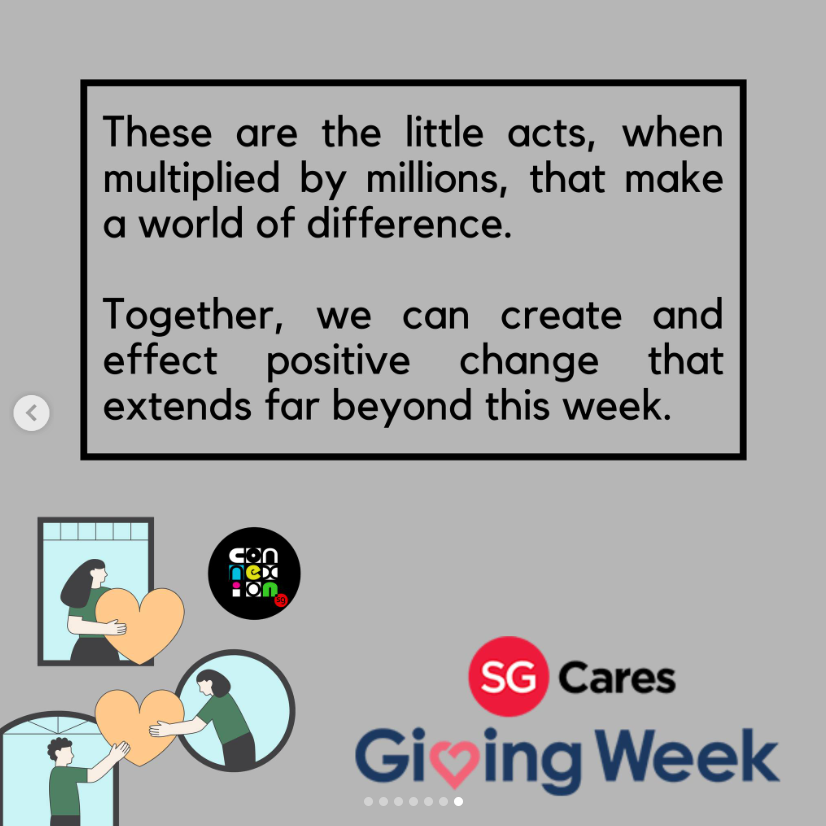 These are the little acts, when
multiplied by millions, that make
a world of difference.
Together, we can create and
effect positive change that
extends far beyond this week.
con
nex
ion
sg
SG Cares
Giving Week